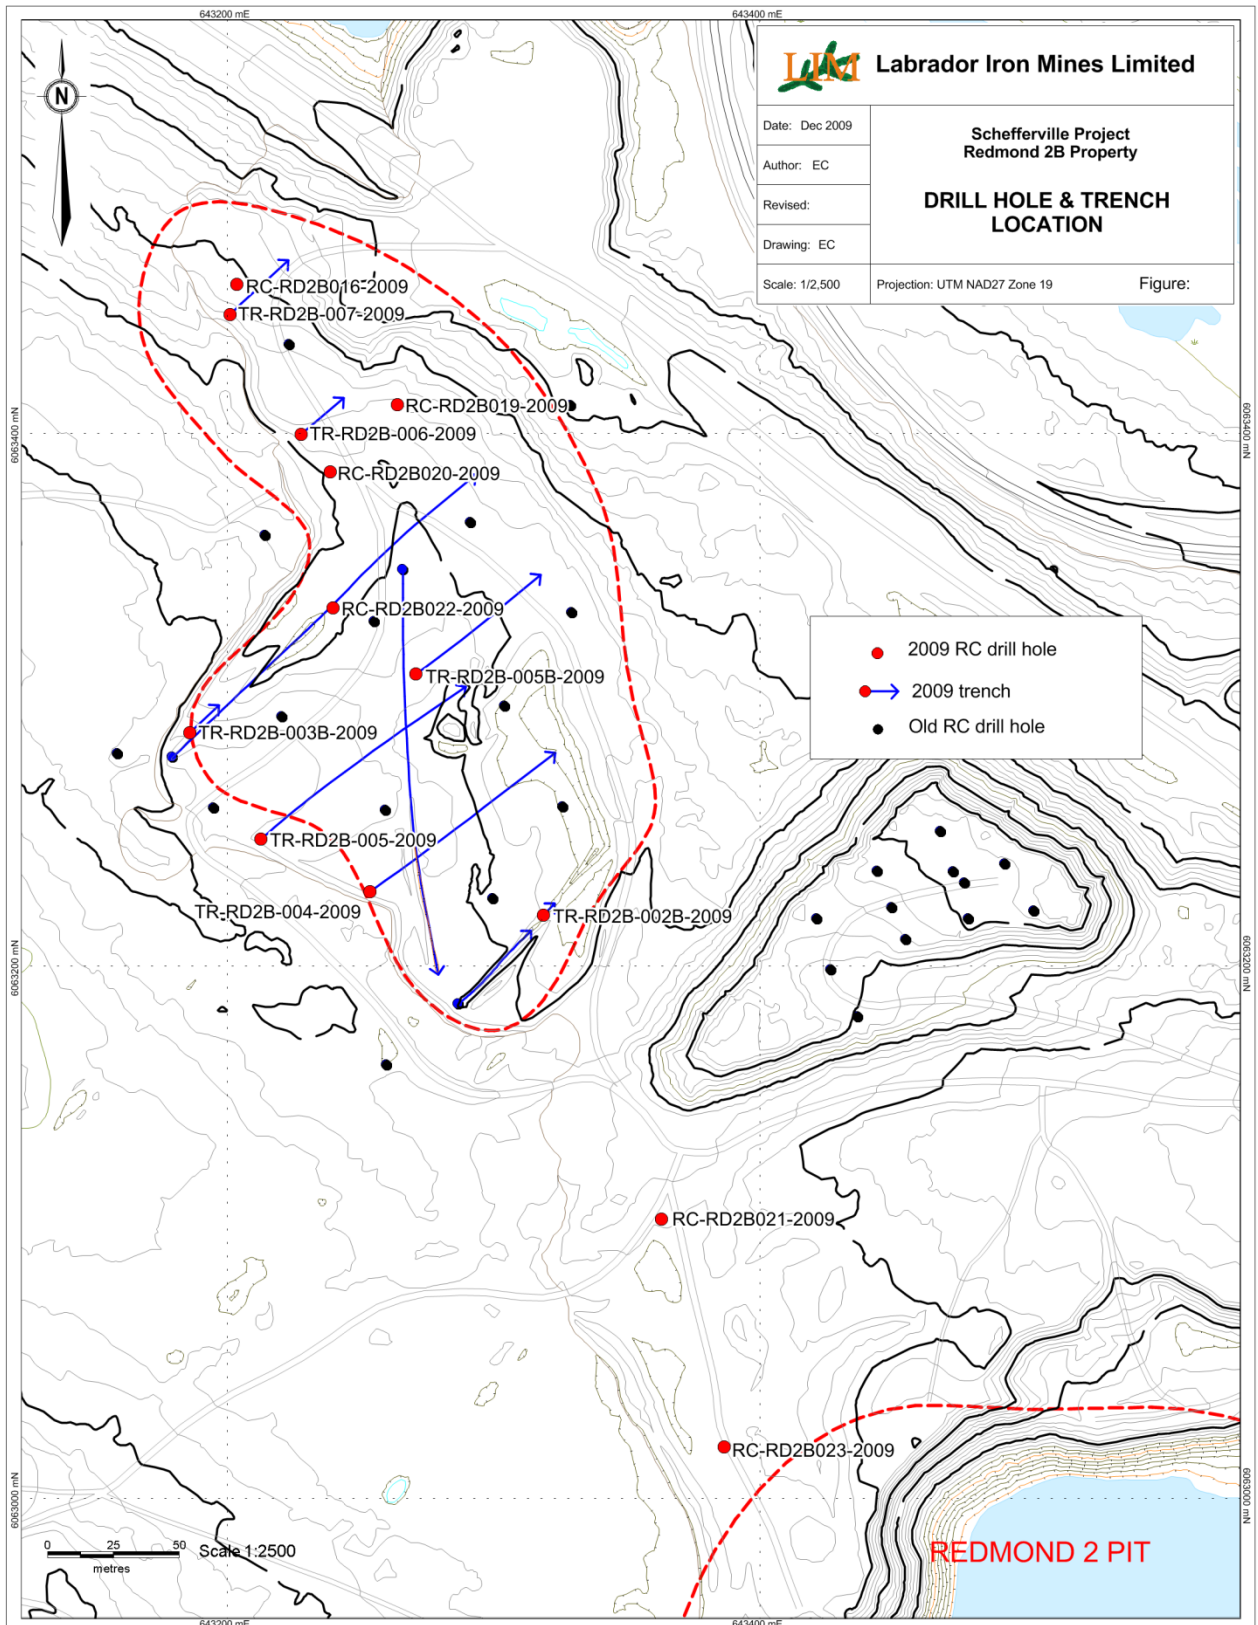 643200 mE
643400 mE
N
LIM
Labrador Iron Mines Limited
Date: Dec 2009
Author: EC
Revised:
Drawing: EC
Scale: 1/2,500
Schefferville Project
Redmond 2B Property
DRILL HOLE & TRENCH
LOCATION
Projection: UTM NAD27 Zone 19
Figure:
RC-RD2B016-2009
TR-RD2B-007-2009
RC-RD2B019-2009
6063400 mN
6063400 mN
TR-RD2B-006-2009
RC-RD2B020-2009
RC-RD2B022-2009
2009 RC drill hole
2009 trench
Old RC drill hole
TR-RD2B-005B-2009
TR-RD2B-003B-2009
TR-RD2B-005-2009
TR-RD2B-004-2009
TR-RD2B-002B-2009
6063200 mN
6063200 mN
RC-RD2B021-2009
RC-RD2B023-2009
6063000 mN
6063000 mN
REDMOND 2 PIT
0 25 50
metres
Scale 1:2500
643200 mE
643400 mE